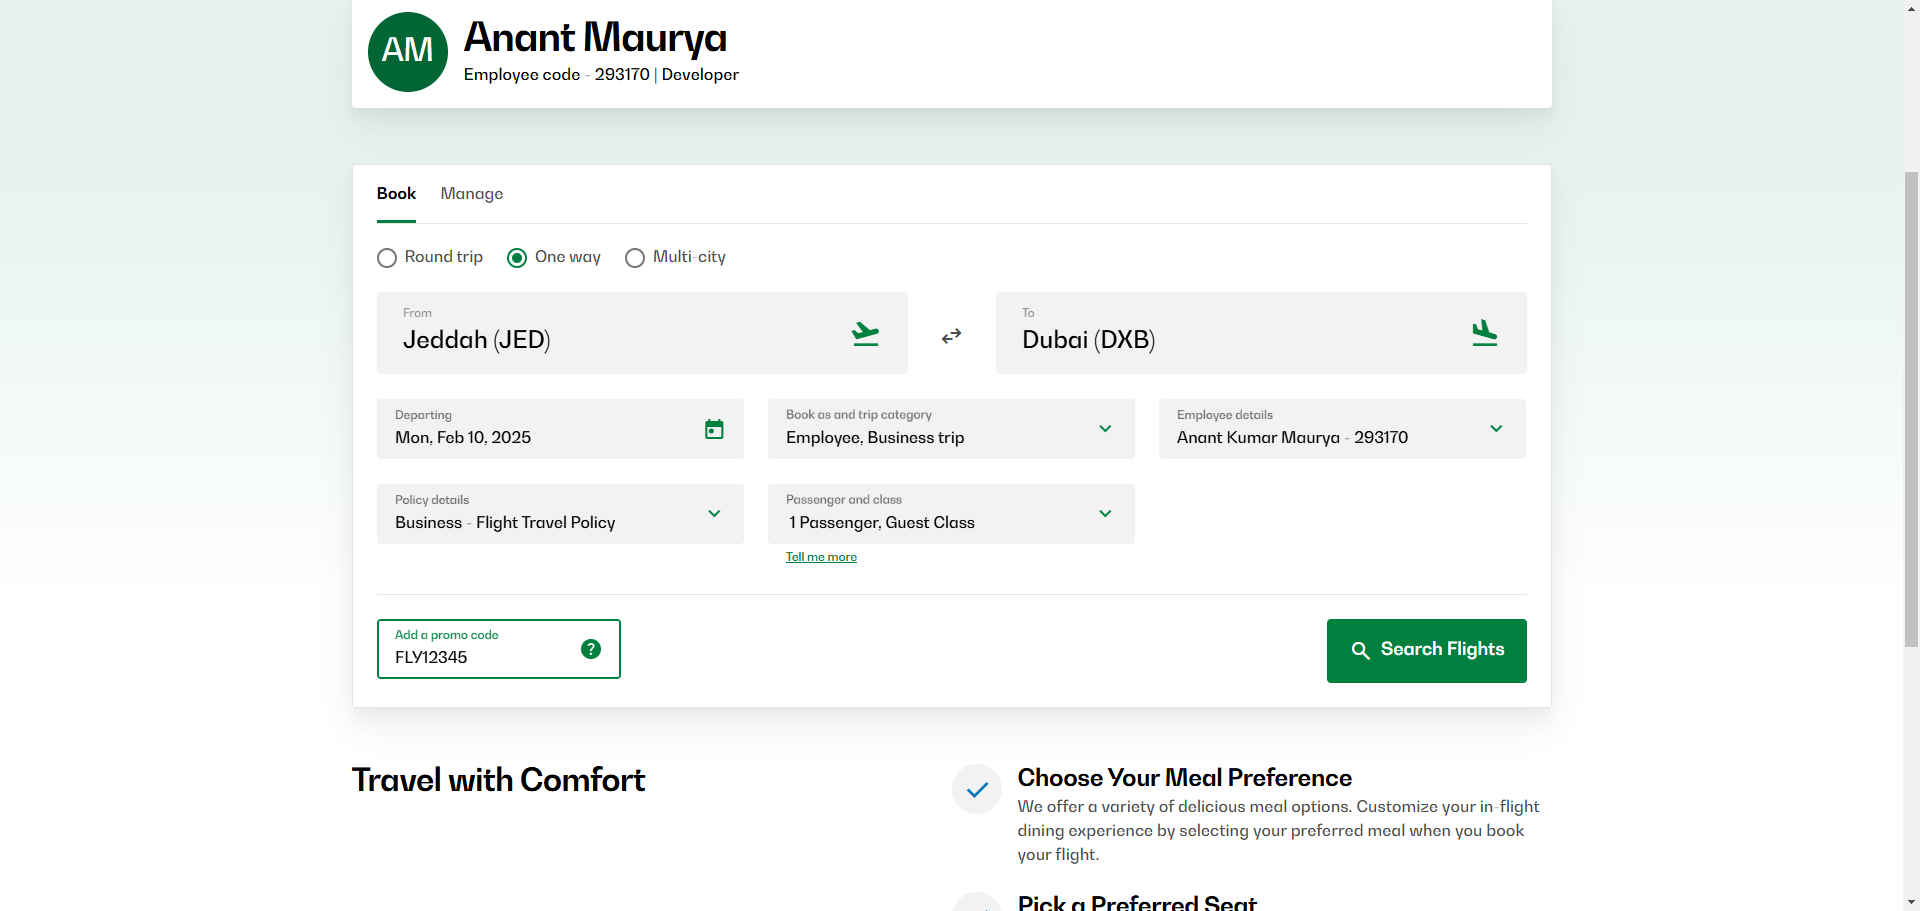 AM
Anant Maurya
Employee code - 293170 | Developer
Book Manage
Round trip One way Multi-city
From
Jeddah (JED)
To
Dubai (DXB)
Departing
Mon, Feb 10, 2025
Book as and trip category
Employee, Business trip
Employee details
Anant Kumar Maurya - 293170
Policy details
Business - Flight Travel Policy
Passenger and class
1 Passenger, Guest Class
Tell me more
Add a promo code
FLY12345
?
Search Flights
Travel with Comfort
Choose Your Meal Preference
We offer a variety of delicious meal options. Customize your in-flight
dining experience by selecting your preferred meal when you book
your flight.
Pick a Preferred Seat